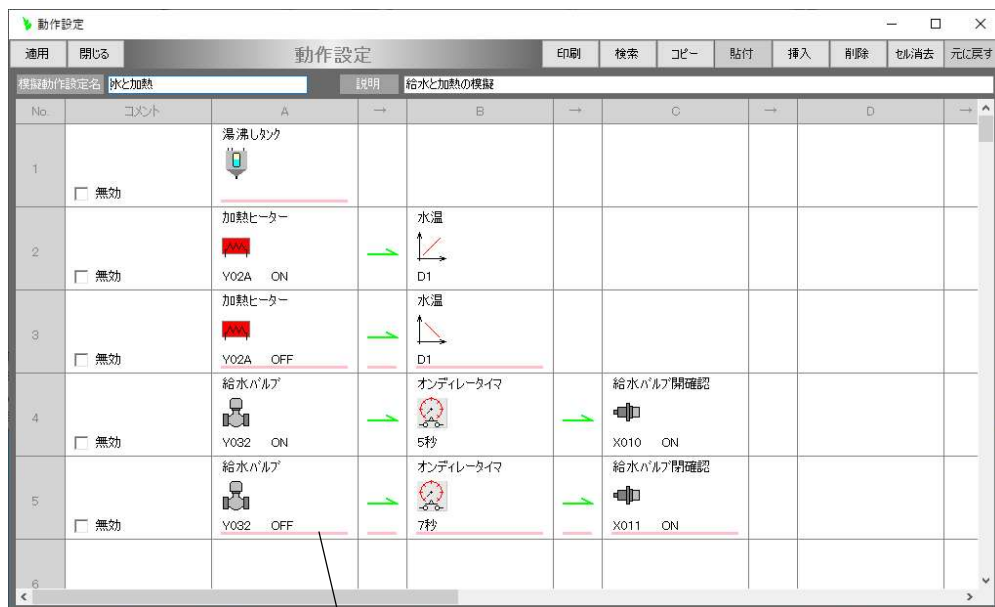 動作設定
適用 閉じる 動作設定 印刷 検索 コピー 貼付 挿入 削除 セル消去 元に戻す
模擬動作設定名 水と加熱 説明 給水と加熱の模擬
No. コメント A → B → C → D →
湯沸しタンク
1
無効
加熱ヒーター 水温
2
無効 Y02A ON D1
加熱ヒーター 水温
3
無効 Y02A OFF D1
給水バルブ オンディレータイマ 給水バルブ開確認
4
無効 Y032 ON 5秒 X010 ON
給水バルブ オンディレータイマ 給水バルブ閉確認
5
無効 Y032 OFF 7秒 X011 ON
6